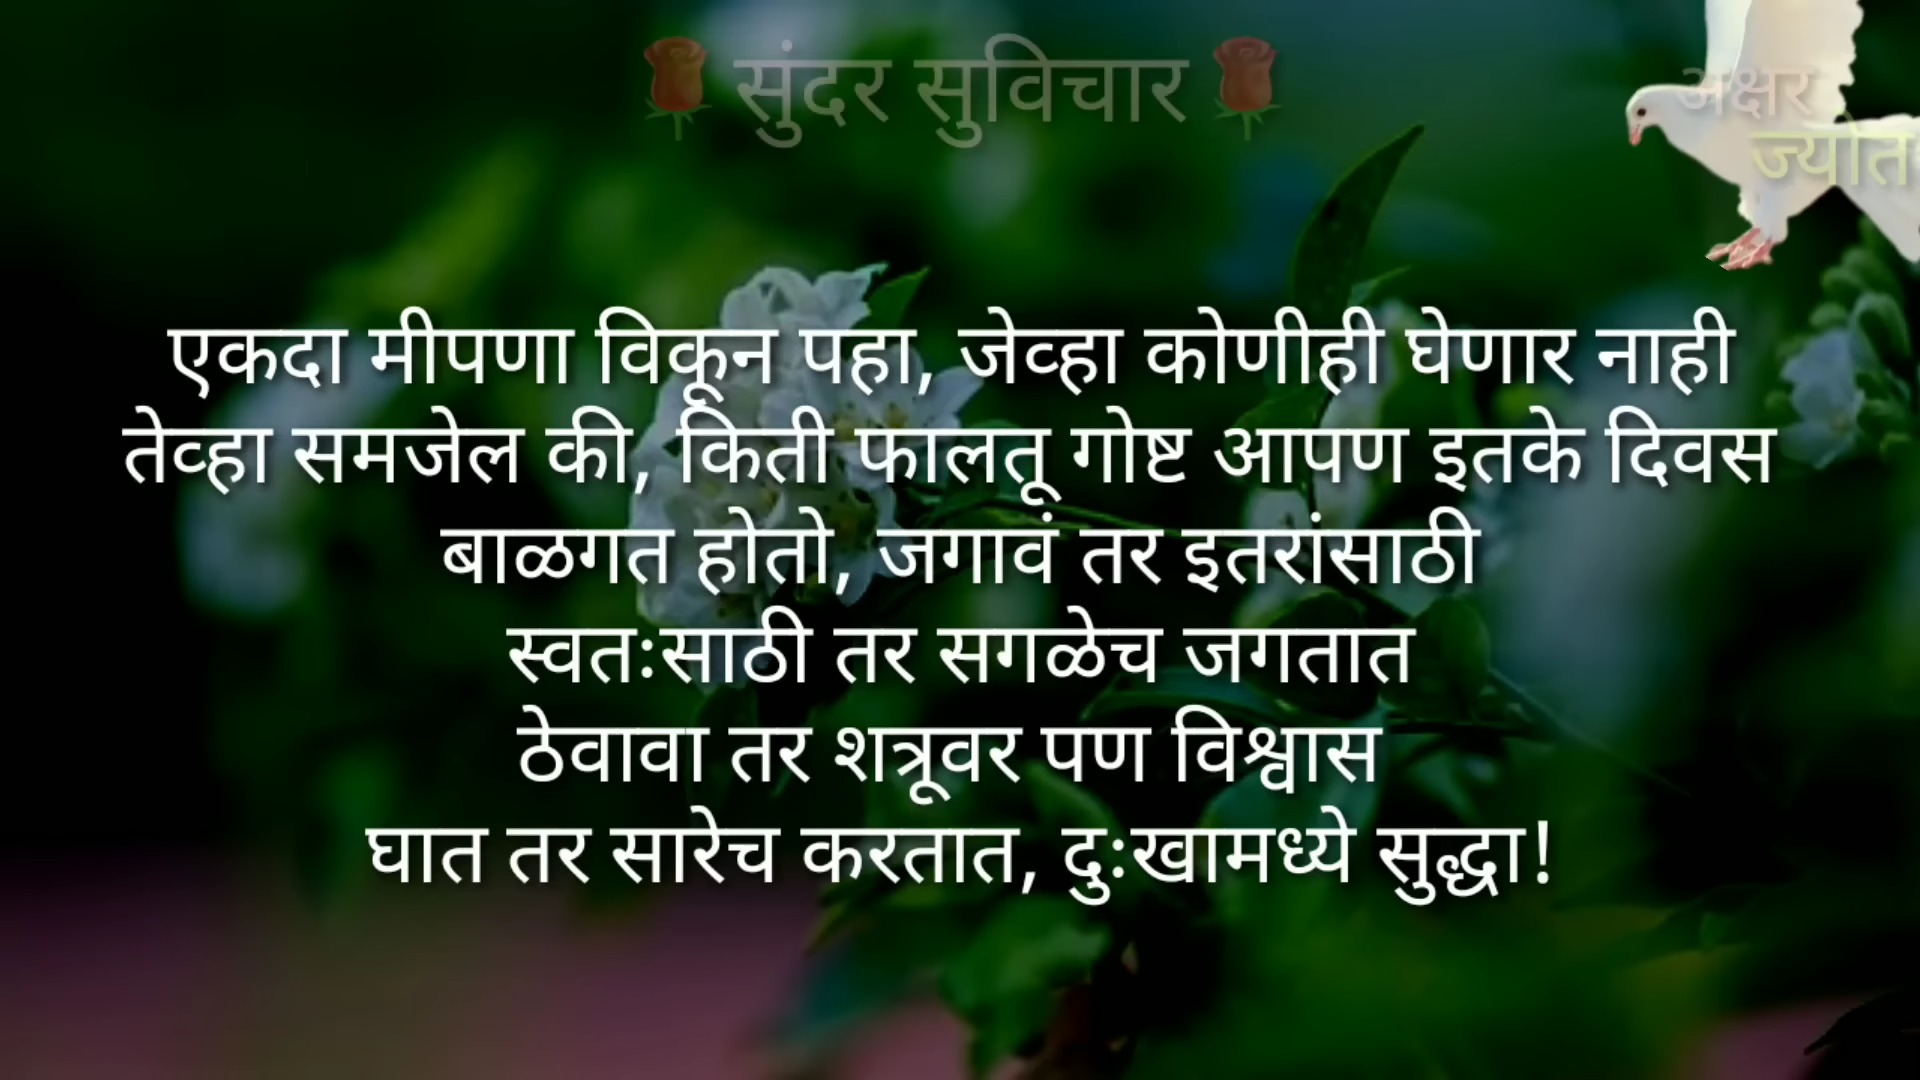 🌹सुंदर सुविचार🌹
अक्षर
ज्योत
एकदा मीपणा विकून पहा, जेव्हा कोणीही घेणार नाही
तेव्हा समजेल की, किती फालतू गोष्ट आपण इतके दिवस
बाळगत होतो, जगावं तर इतरांसाठी
स्वतःसाठी तर सगळेच जगतात
ठेवावा तर शत्रूवर पण विश्वास
घात तर सारेच करतात, दुःखामध्ये सुद्धा!